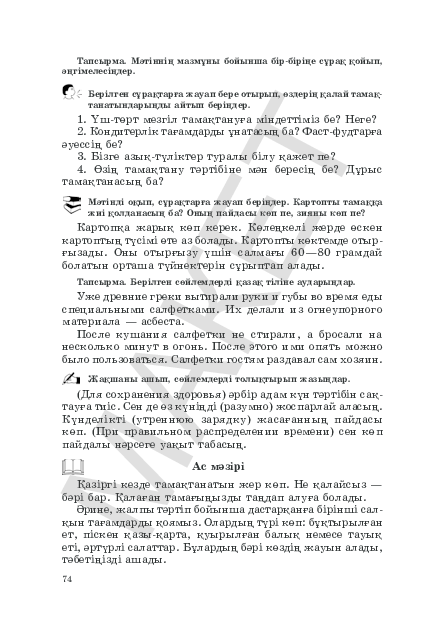 Тапсырма. Мәтіннің мазмұны бойынша бір-біріңе сұрақ қойып,
әңгімелесіңдер.
Берілген сұрақтарға жауап бере отырып, өздерің қалай тамақ-
танатындарыңды айтып беріңдер.
1. Үш-төрт мезгіл тамақтануға міндеттіміз бе? Неге?
2. Кондитерлік тағамдарды ұнатасың ба? Фаст-фудтарға
әуессің бе?
3. Бізге азық-түліктер туралы білу қажет пе?
4. Өзің тамақтану тәртібіне мән бересің бе? Дұрыс
тамақтанасың ба?
Мәтінді оқып, сұрақтарға жауап беріңдер. Картопты тамаққа
жиі қолданасың ба? Оның пайдасы көп пе, зияны көп пе?
Картопқа жарық көп керек. Көлеңкелі жерде өскен
картоптың түсімі өте аз болады. Картопты көктемде отыр-
ғызады. Оны отырғызу үшін салмағы 60—80 грамдай
болатын орташа түйнектерін сұрыптап алады.
Тапсырма. Берілген сөйлемдерді қазақ тіліне аударыңдар.
Уже древние греки вытирали руки и губы во время еды
специальными салфетками. Их делали из огнеупорного
материала — асбеста.
После кушания салфетки не стирали, а бросали на
несколько минут в огонь. После этого ими опять можно
было пользоваться. Салфетки гостям раздавал сам хозяин.
Жақшаны ашып, сөйлемдерді толықтырып жазыңдар.
(Для сохранения здоровья) әрбір адам күн тәртібін сақ-
тауға тиіс. Сен де өз күніңді (разумно) жоспарлай аласың.
Күнделікті (утреннюю зарядку) жасағанның пайдасы
көп. (При правильном распределении времени) сен көп
пайдалы нәрсеге уақыт табасың.
Ас мәзірі
Қазіргі кезде тамақтанатын жер көп. Не қалайсыз —
бәрі бар. Қалаған тамағыңызды таңдап алуға болады.
Әрине, жалпы тәртіп бойынша дастарқанға бірінші сал-
қын тағамдарды қоямыз. Олардың түрі көп: бұқтырылған
ет, піскен қазы-қарта, қуырылған балық немесе тауық
еті, әртүрлі салаттар. Бұлардың бәрі көздің жауын алады,
тәбетіңізді ашады.
74
МАКЕТ